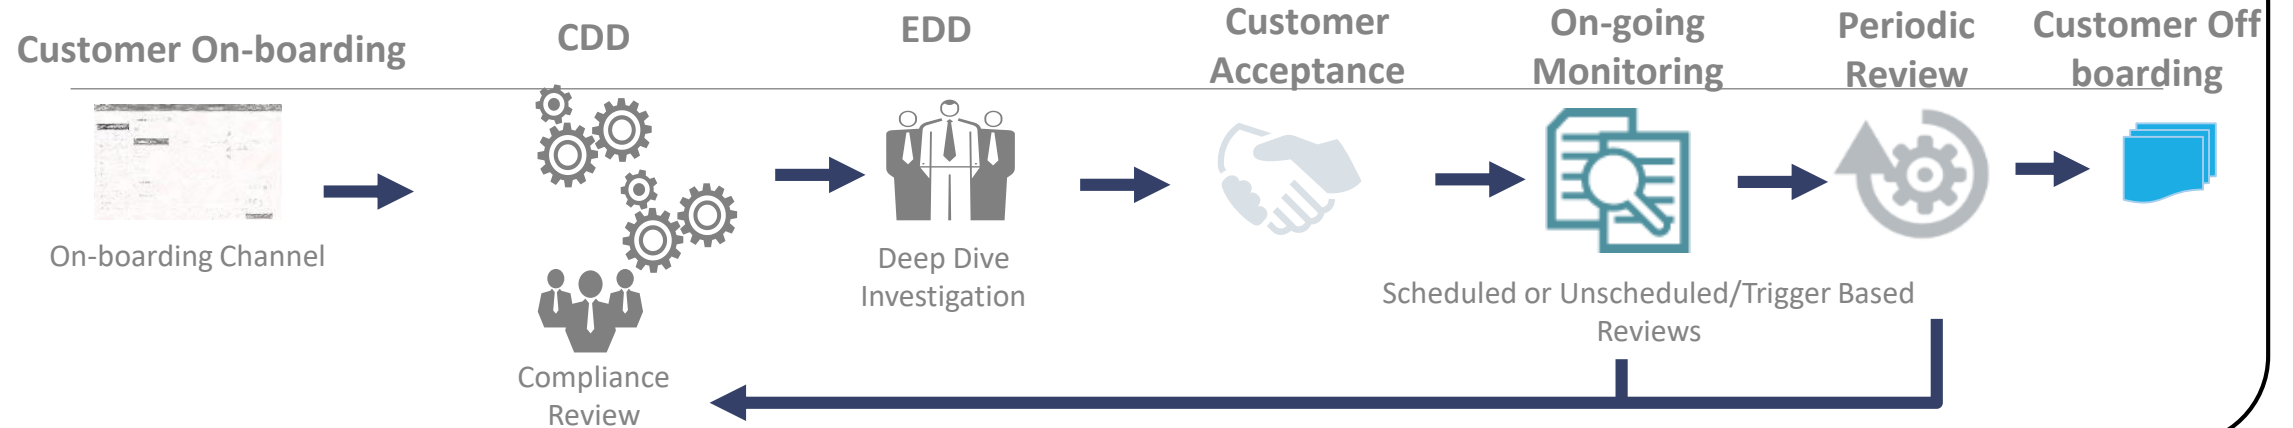 Customer On-boarding
CDD
EDD
Customer
Acceptance
On-going
Monitoring
Periodic
Review
Customer Off
boarding
On-boarding Channel
Compliance
Review
Deep Dive
Investigation
Scheduled or Unscheduled/Trigger Based
Reviews